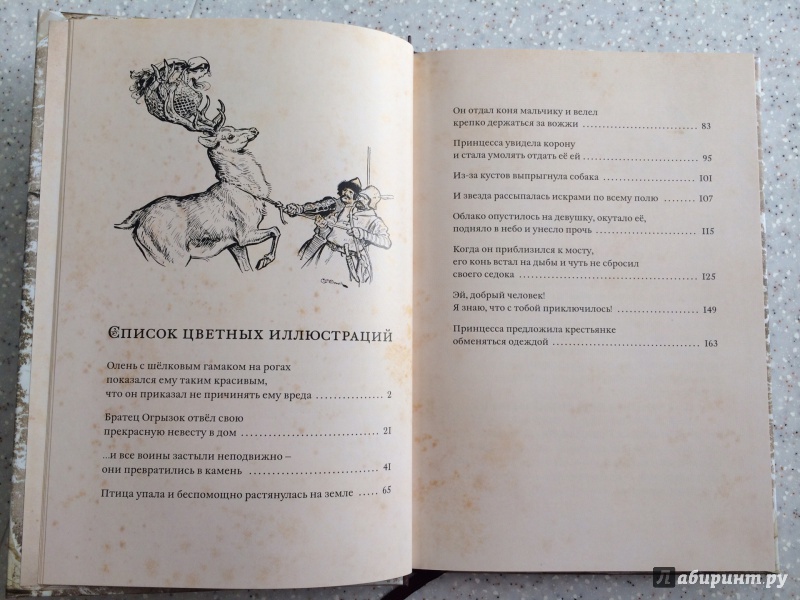 Список цветных иллюстраций
Олень с шёлковым гамаком на рогах
показался ему таким красивым,
что он приказал не причинять ему вреда ................ 2
Братец Огрызок отвёл свою
прекрасную невесту в дом ................................ 21
...и все воины застыли неподвижно –
они превратились в камень ............................. 41
Птица упала и беспомощно растянулась на земле ..... 65
Он отдал коня мальчику и велел
крепко держаться за вожжи ............................. 83
Принцесса увидела корону
и стала умолять отдать её ей ............................. 95
Из-за кустов выпрыгнула собака ........................ 101
И звезда рассыпалась искрами по всему полю ....... 107
Облако опустилось на девушку, окутало её,
подняло в небо и унесло прочь .......................... 115
Когда он приблизился к мосту,
его конь встал на дыбы и чуть не сбросил
своего седока ............................................. 125
Эй, добрый человек!
Я знаю, что с тобой приключилось! .................... 149
Принцесса предложила крестьянке
обменяться одеждой ..................................... 163
Лабиринт.ру